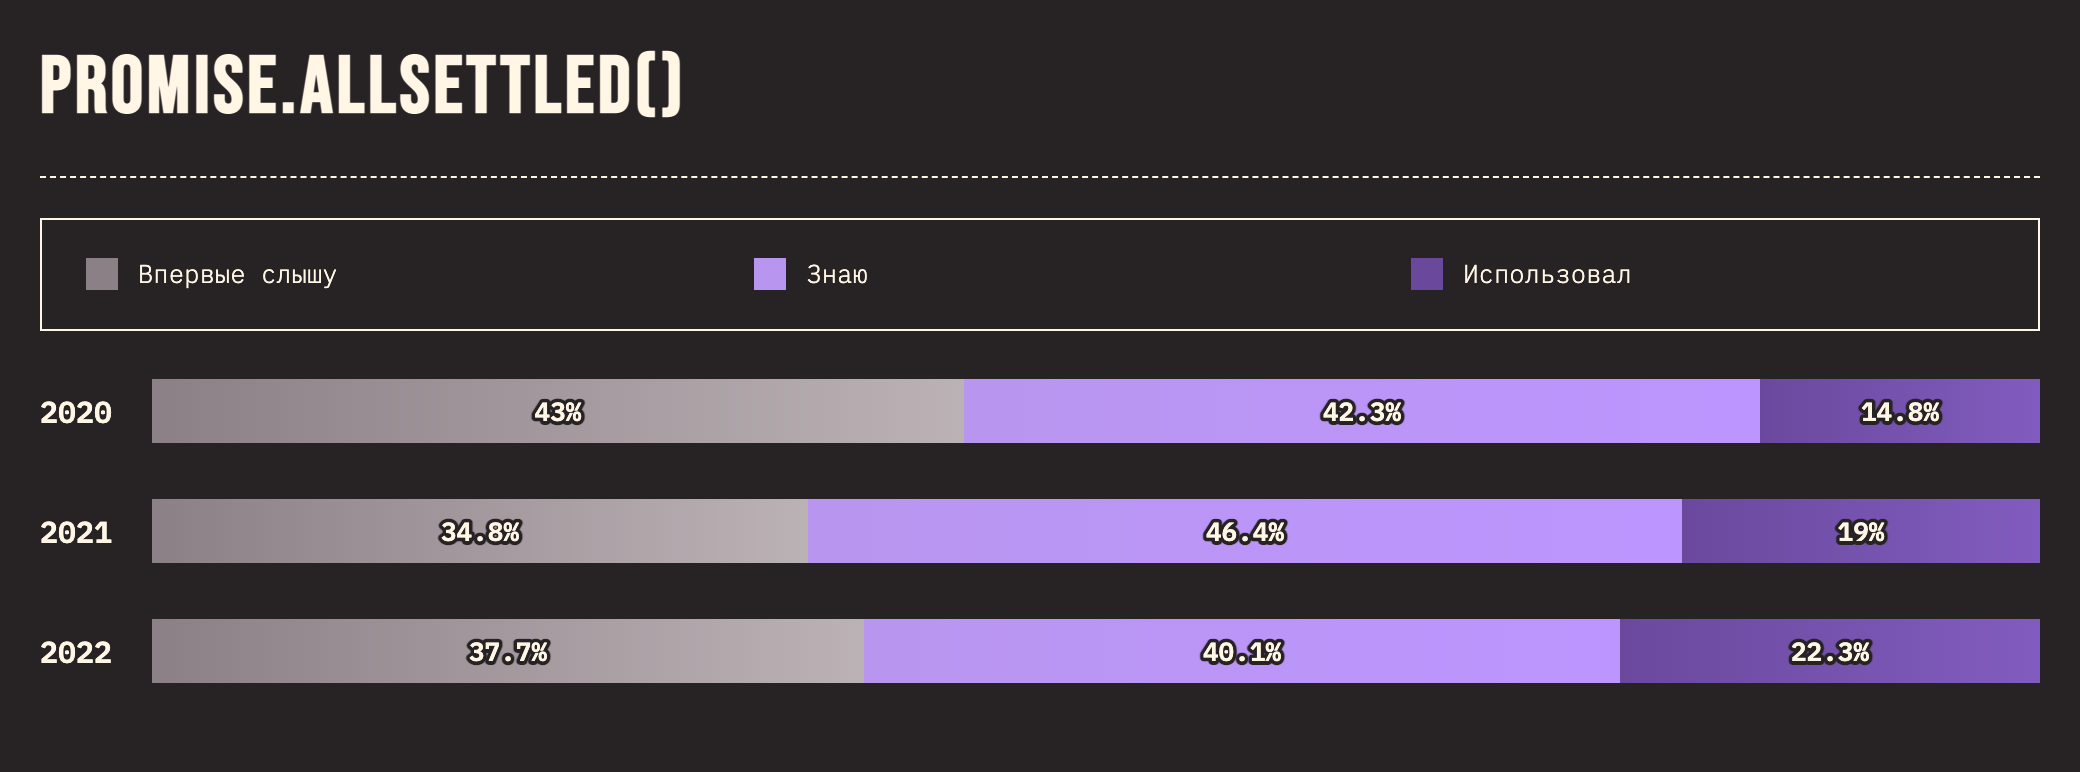 PROMISE.ALLSETTLED()
Впервые слышу Знаю Использовал
2020 43% 42.3% 14.8%
2021 34.8% 46.4% 19%
2022 37.7% 40.1% 22.3%